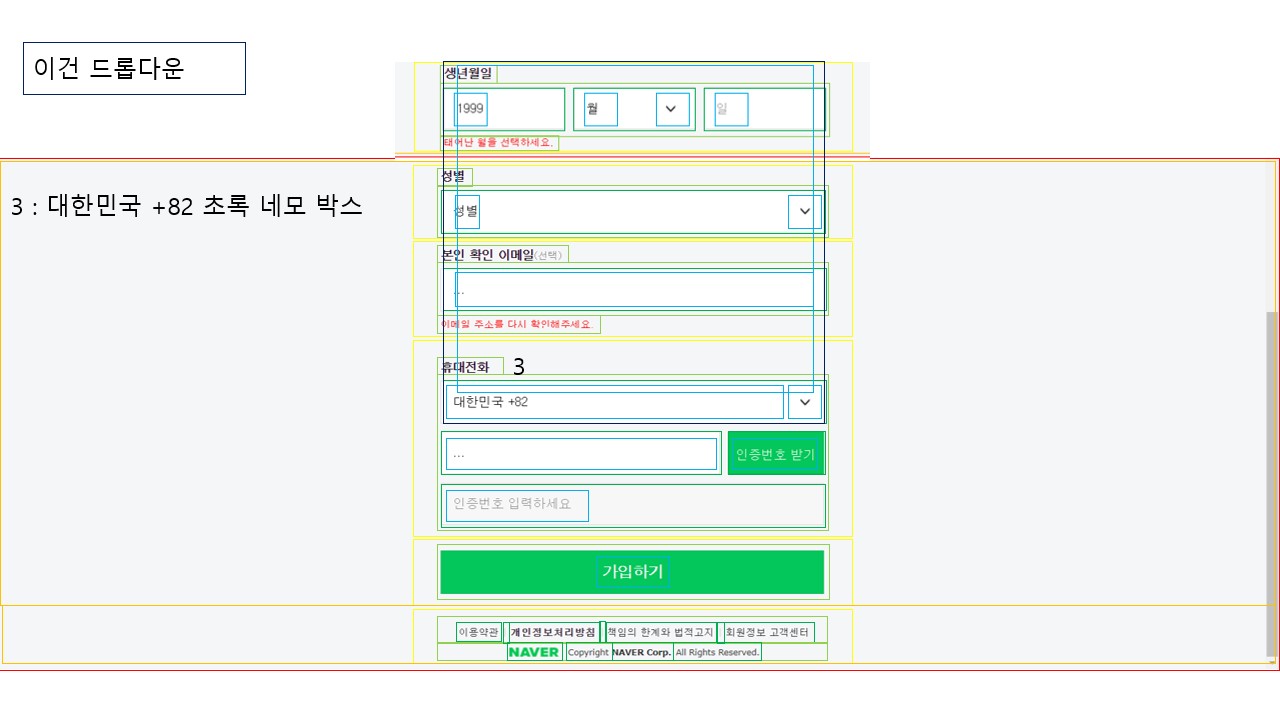 이건 드롭다운
생년월일
1999 월 일
태어난 월을 선택하세요.
3 : 대한민국 +82 초록 네모 박스
성별
성별
본인 확인 이메일(선택)
...
이메일 주소를 다시 확인해주세요.
휴대전화 3
대한민국 +82
... 인증번호 받기
인증번호 입력하세요
가입하기
이용약관 개인정보처리방침 책임의 한계와 법적고지 회원정보 고객센터
NAVER Copyright NAVER Corp. All Rights Reserved.